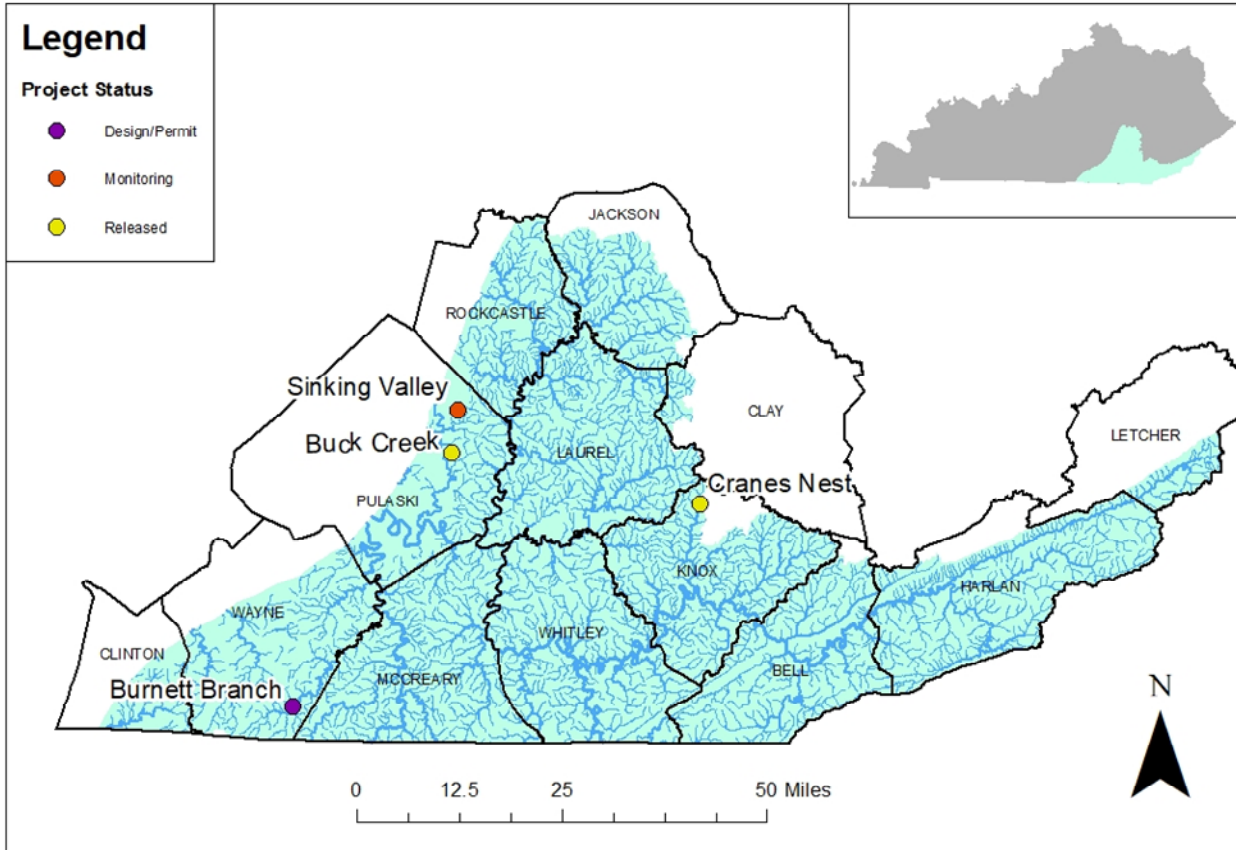 Legend
Project Status
Design/Permit
Monitoring
Released
JACKSON
ROCKCASTLE
Sinking Valley
CLAY
LETCHER
Buck Creek
LAUREL
Cranes Nest
PULASKI
KNOX
HARLAN
WAYNE
WHITLEY
CLINTON
BELL
MCCREARY
Burnett Branch
N
0 12.5 25 50 Miles